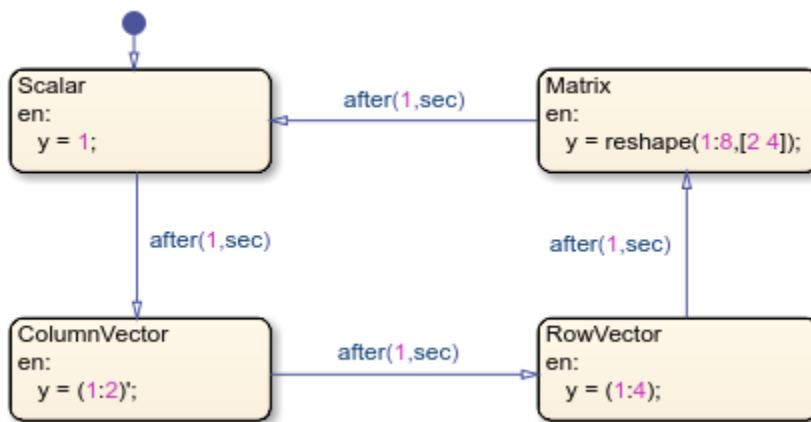 Scalar
en:
y = 1;
after(1,sec)
Matrix
en:
y = reshape(1:8,[2 4]);
after(1,sec)
after(1,sec)
ColumnVector
en:
y = (1:2)';
after(1,sec)
RowVector
en:
y = (1:4);